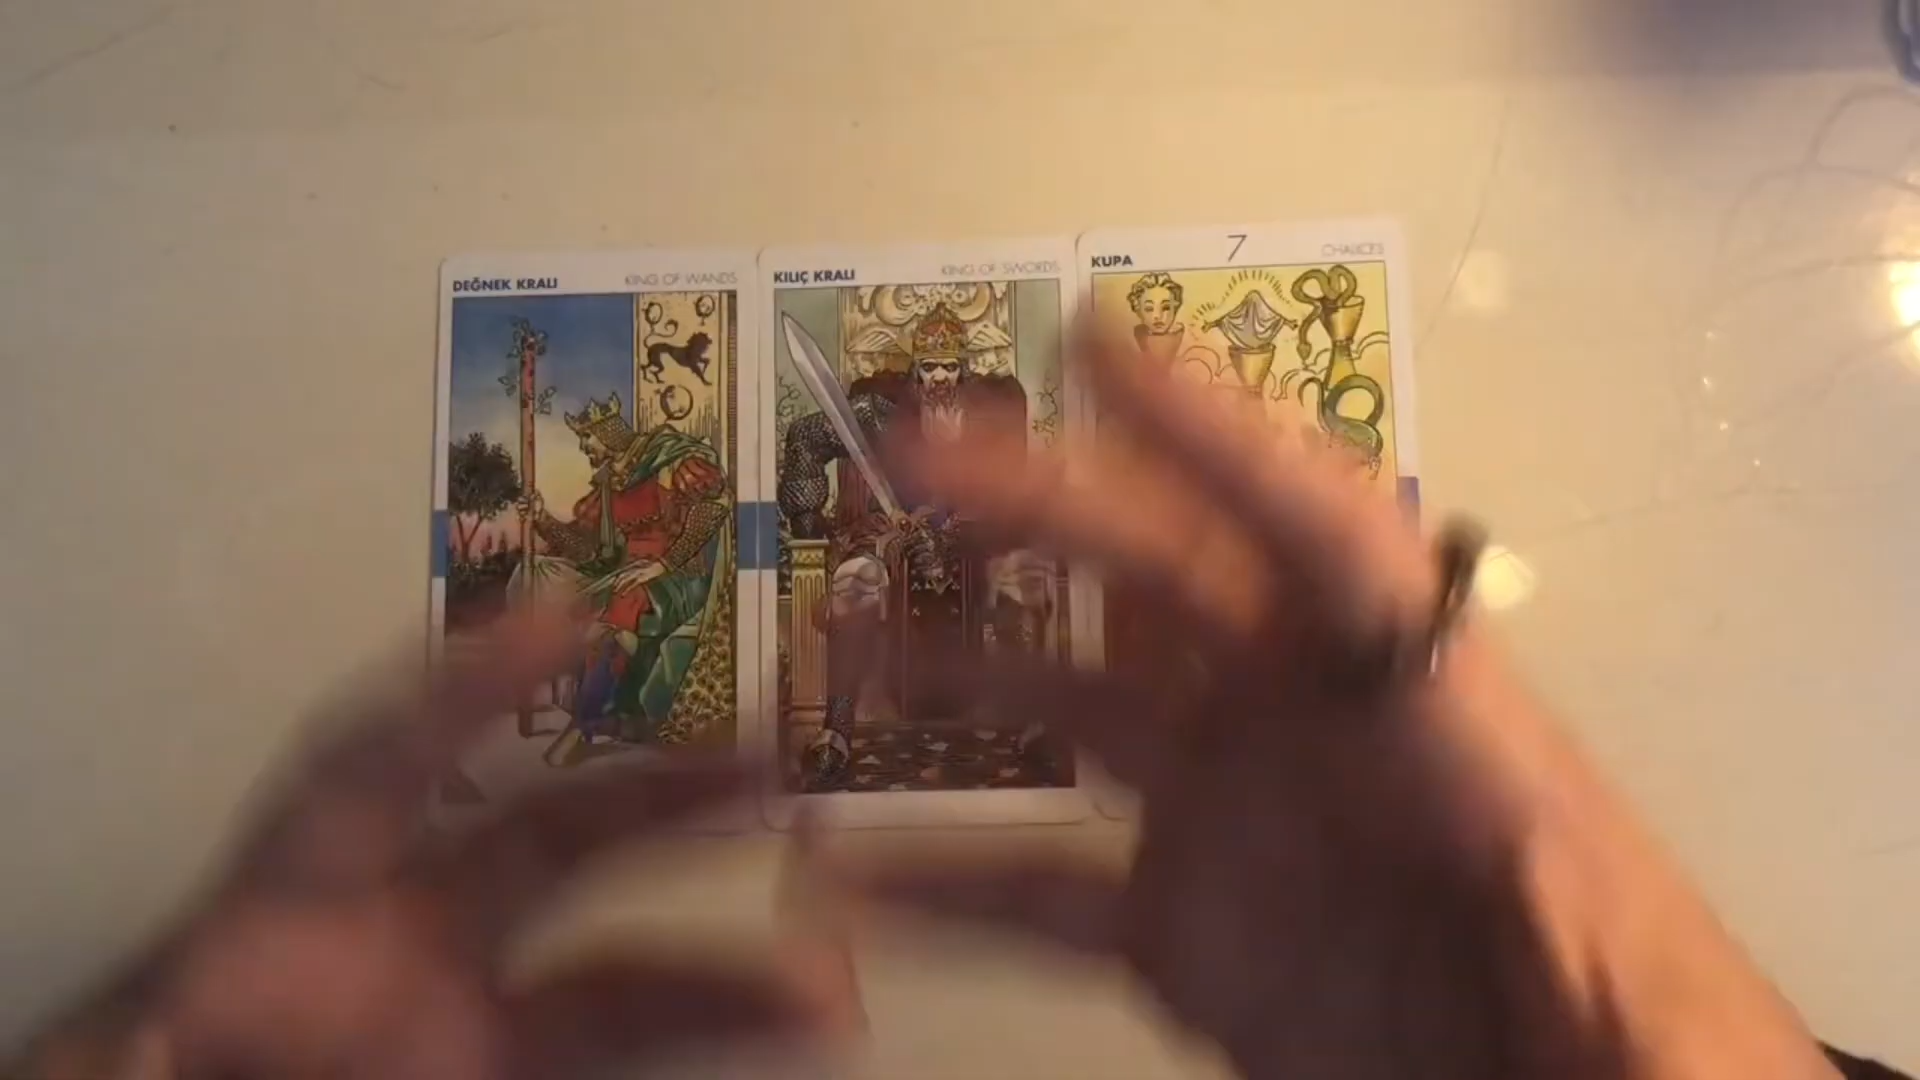 DEĞNEK KRALI KING OF WANDS
KILIÇ KRALI KING OF SWORDS
KUPA 7 CHALICES